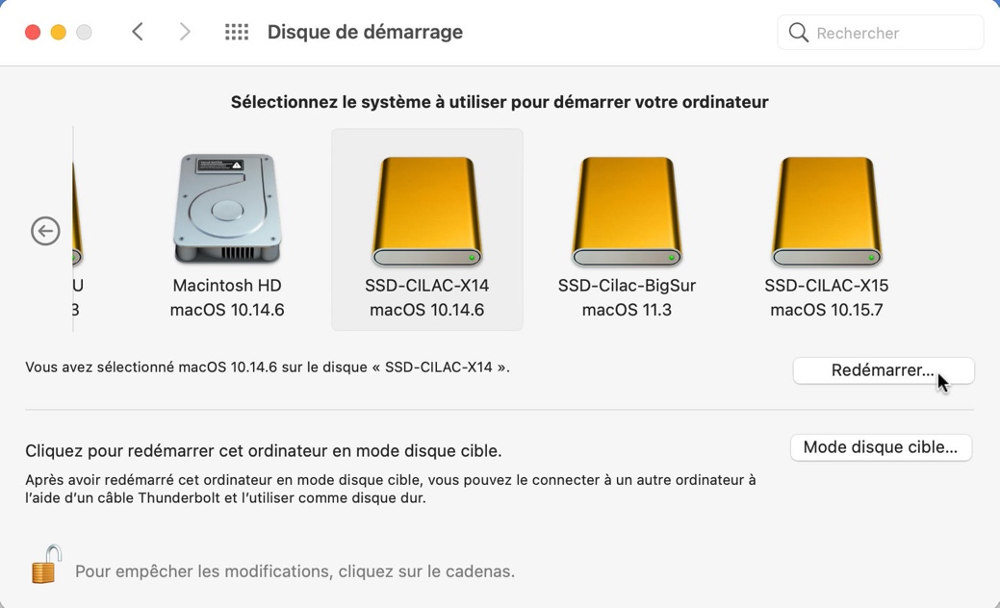 Disque de démarrage
Rechercher
Sélectionnez le système à utiliser pour démarrer votre ordinateur
U
3
Macintosh HD
macOS 10.14.6
SSD-CILAC-X14
macOS 10.14.6
SSD-Cilac-BigSur
macOS 11.3
SSD-CILAC-X15
macOS 10.15.7
Vous avez sélectionné macOS 10.14.6 sur le disque « SSD-CILAC-X14 ».
Redémarrer...
Cliquez pour redémarrer cet ordinateur en mode disque cible.
Mode disque cible...
Après avoir redémarré cet ordinateur en mode disque cible, vous pouvez le connecter à un autre ordinateur à
l’aide d’un câble Thunderbolt et l’utiliser comme disque dur.
Pour empêcher les modifications, cliquez sur le cadenas.